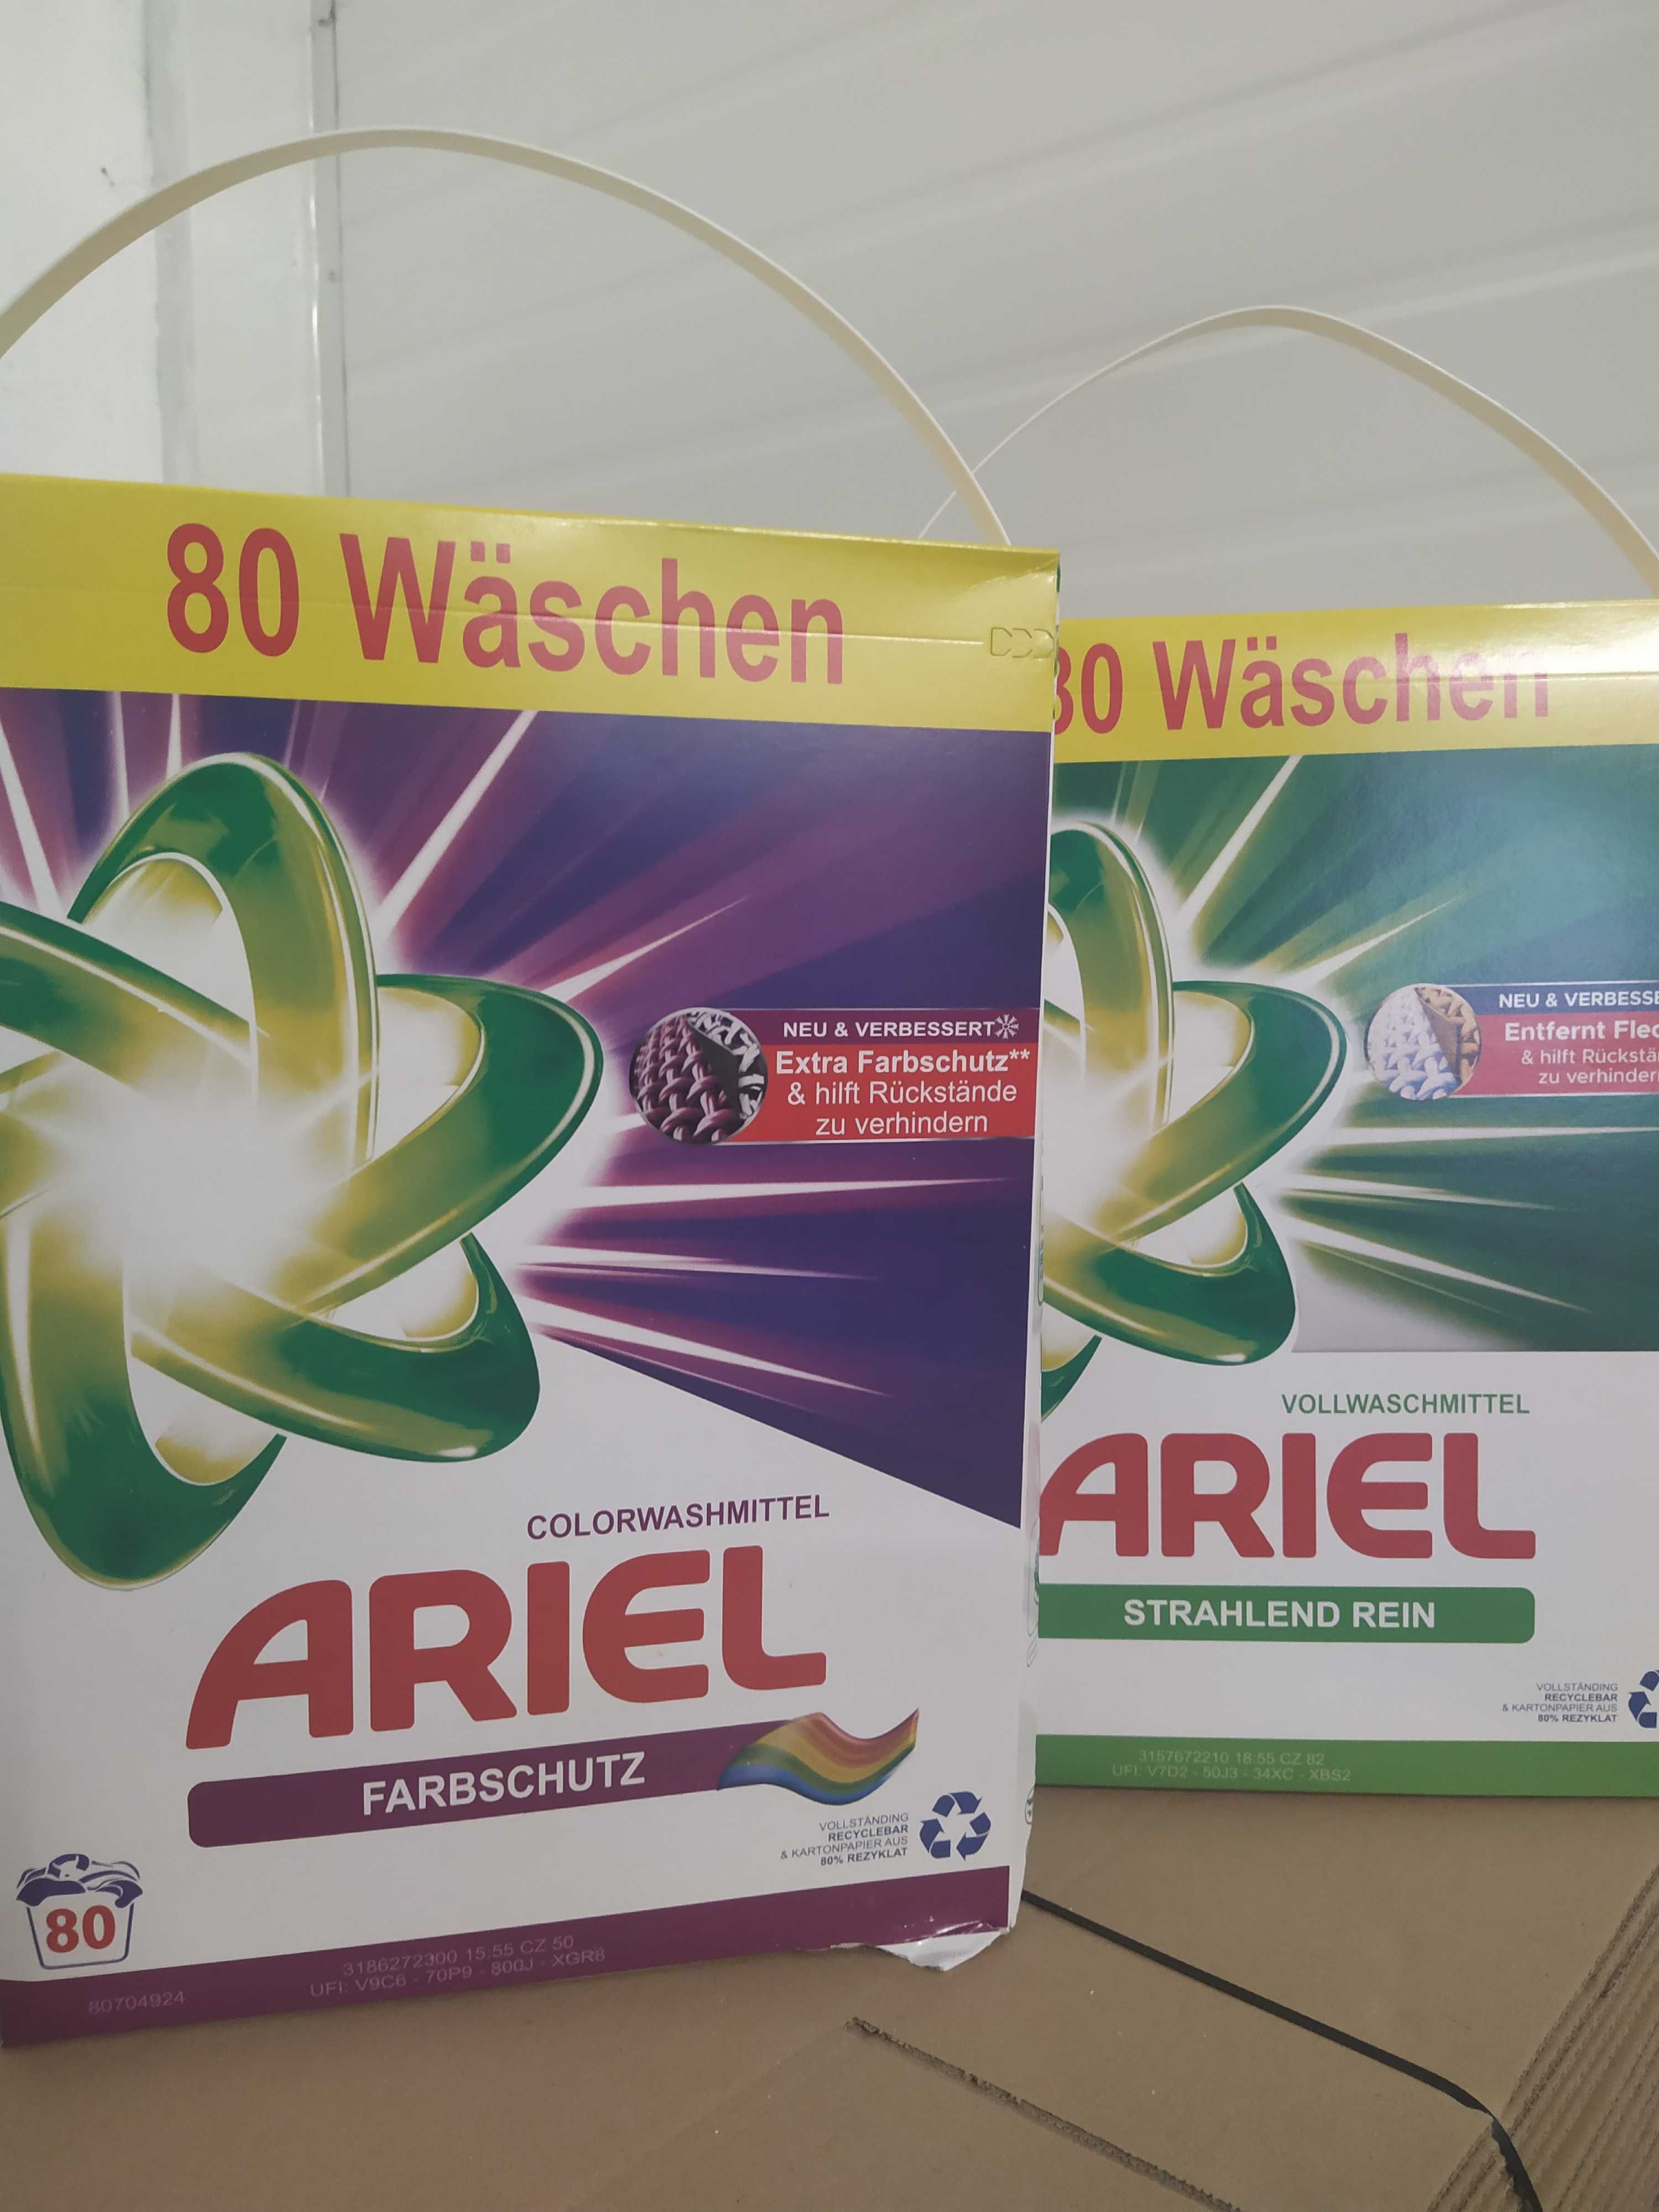 80 Wäschen
NEU & VERBESSERT
Extra Farbschutz**
& hilft Rückstände
zu verhindern
COLORWASHMITTEL
ARIEL
FARBSCHUTZ
VOLLSTÄNDING
RECYCLEBAR
& KARTONPAPIER AUS
80% REZYKLAT
80
3186272300 15:55 CZ 50
UFI: V9C6 - 70P9 - 800J - XGR8
80704924
80 Wäschen
NEU & VERBESSE
Entfernt Flec
& hilft Rückstä
zu verhinder
VOLLWASCHMITTEL
ARIEL
STRAHLEND REIN
VOLLSTÄNDING
RECYCLEBAR
& KARTONPAPIER AUS
80% REZYKLAT
3157672210 18:55 CZ 82
UFI: V7D2 - 50J3 - 34XC - XBS2